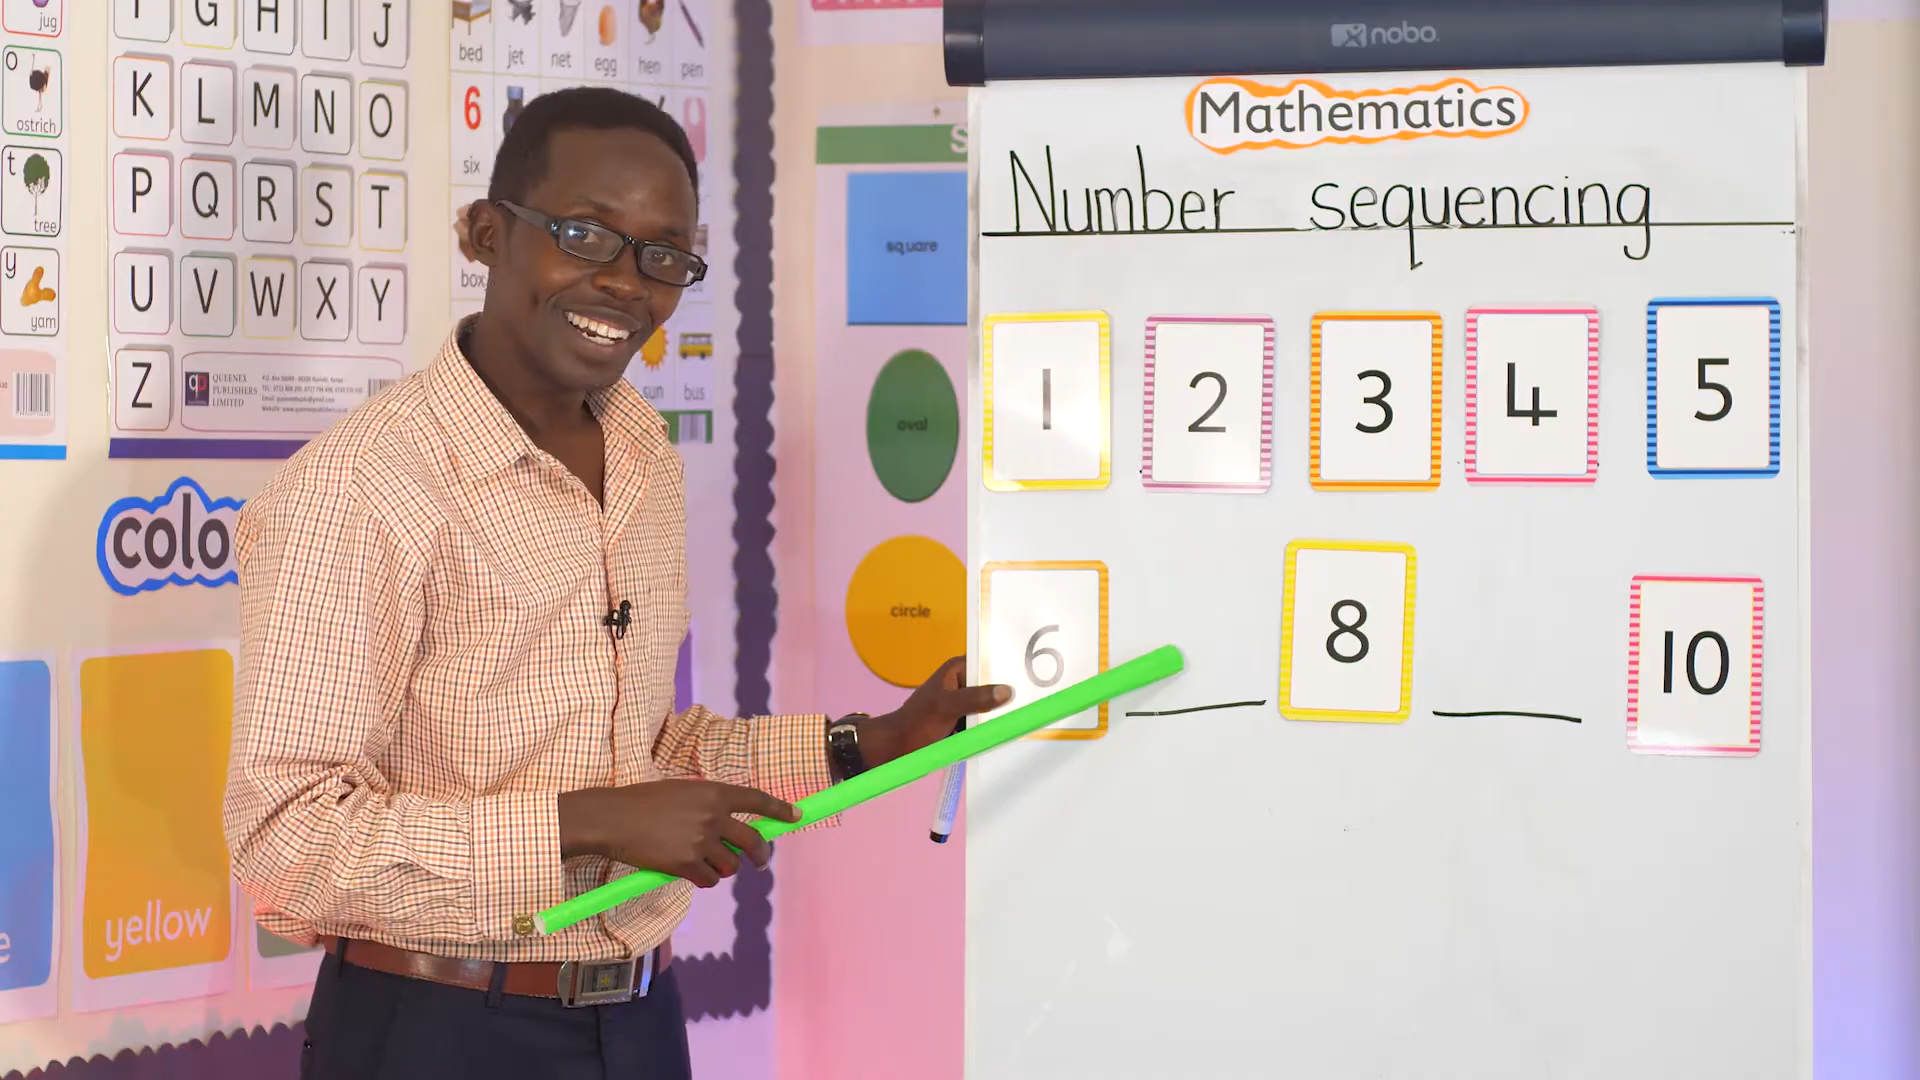 jug
o
ostrich
t
tree
y
yam
G H I J
K L M N O
P Q R S T
U V W X Y
Z
QUEENEX
PUBLISHERS
LIMITED
bed jet net egg hen pen
6
six
box
sun bus
colo
yellow
e
S
square
oval
circle
nobo
Mathematics
Number sequencing
1 2 3 4 5
6 8 10